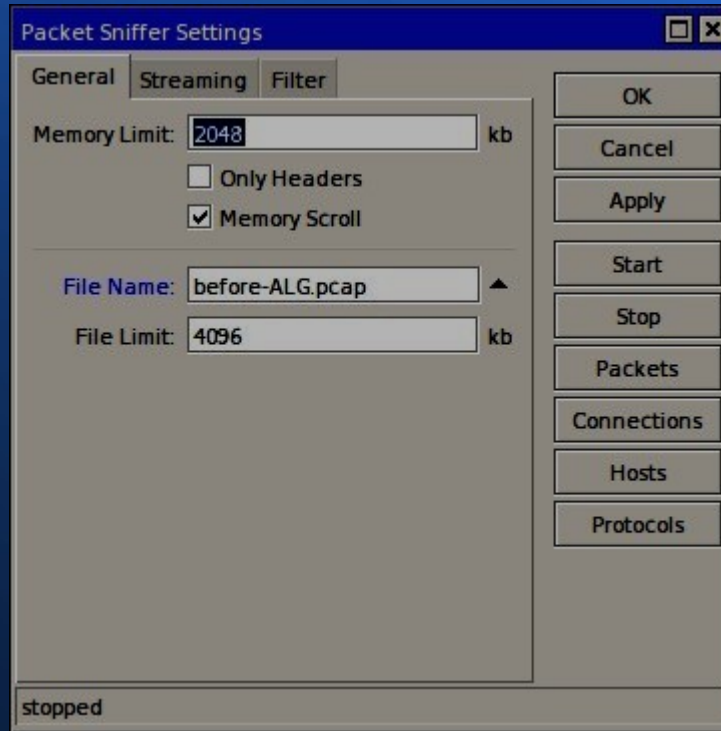 Packet Sniffer Settings
General Streaming Filter
Memory Limit: 2048 kb
Only Headers
Memory Scroll
File Name: before-ALG.pcap
File Limit: 4096 kb
OK
Cancel
Apply
Start
Stop
Packets
Connections
Hosts
Protocols
stopped